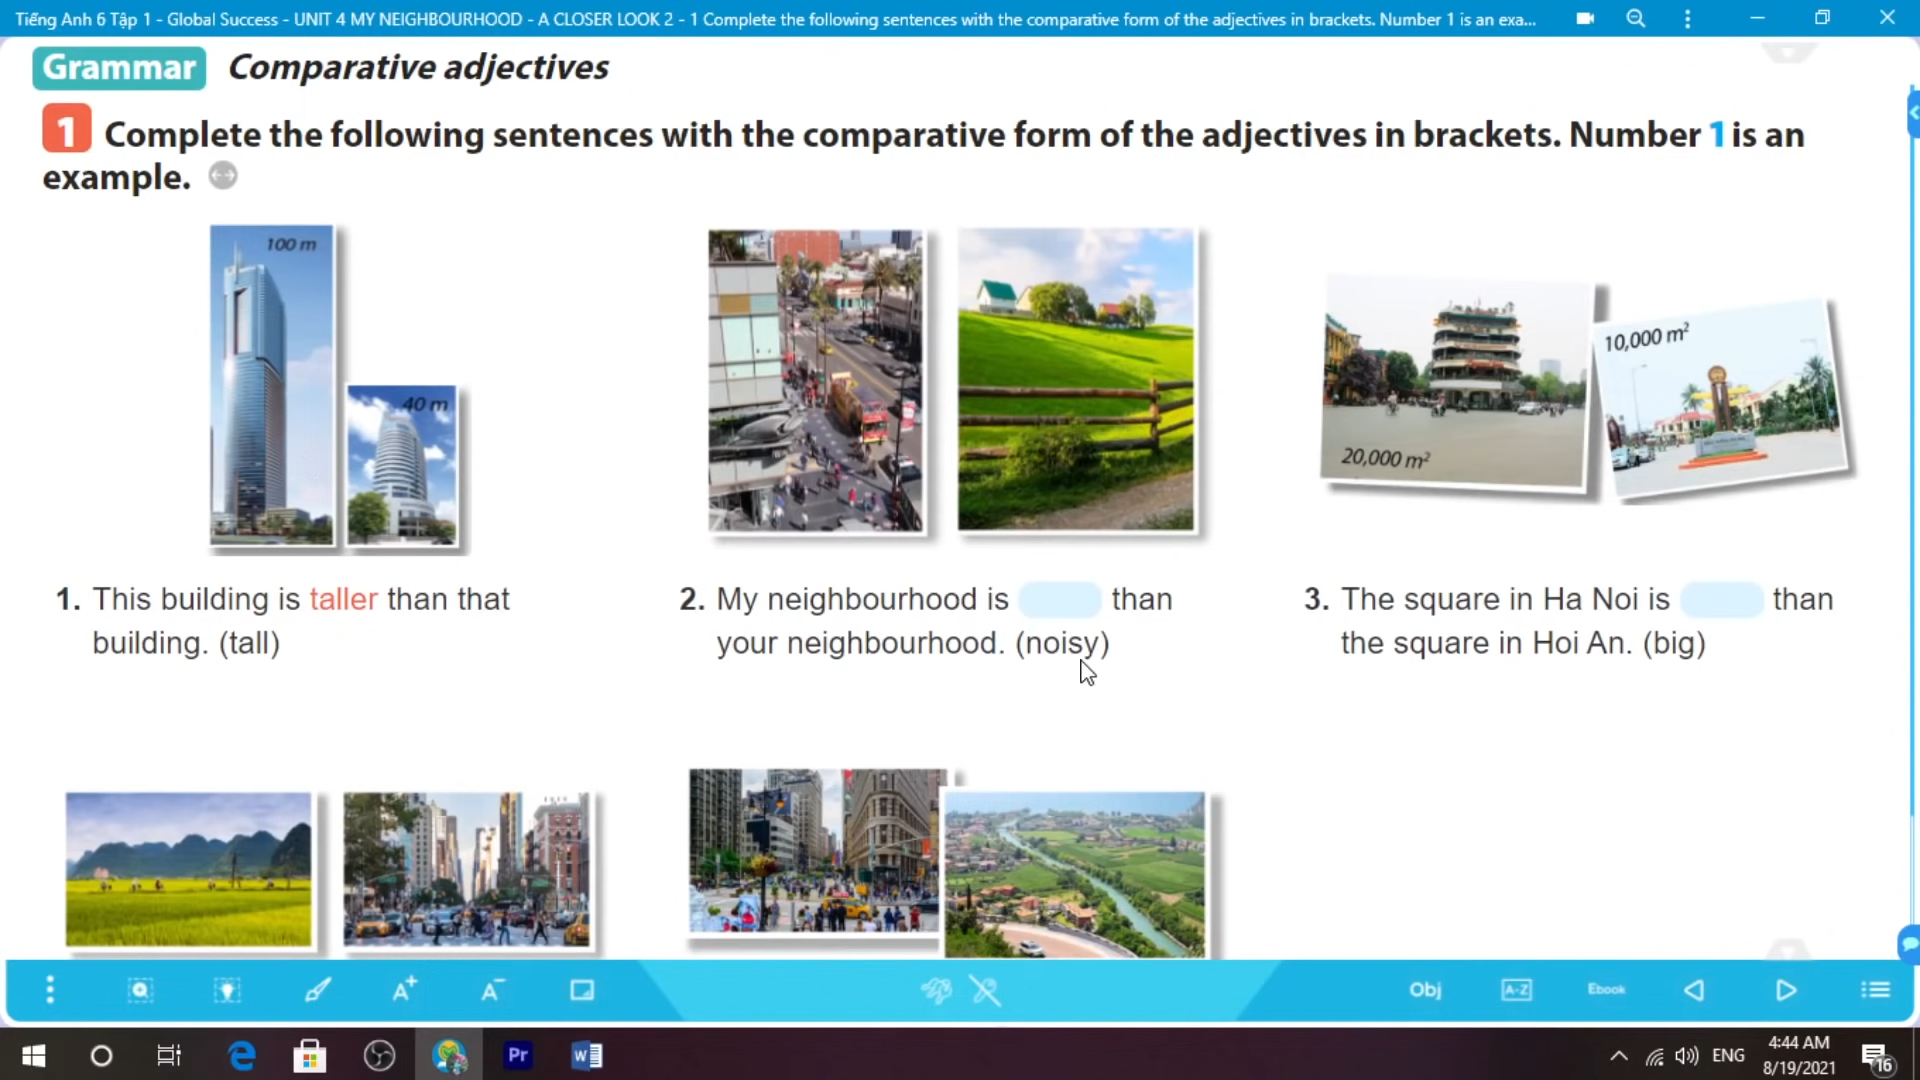 Tiếng Anh 6 Tập 1 - Global Success - UNIT 4 MY NEIGHBOURHOOD - A CLOSER LOOK 2 - 1 Complete the following sentences with the comparative form of the adjectives in brackets. Number 1 is an exa...
Grammar Comparative adjectives
1 Complete the following sentences with the comparative form of the adjectives in brackets. Number 1 is an
example.
100 m
40 m
20,000 m²
10,000 m²
1. This building is taller than that
building. (tall)
2. My neighbourhood is than
your neighbourhood. (noisy)
3. The square in Ha Noi is than
the square in Hoi An. (big)
A+ A- Obj A-Z Ebook
Pr W ENG
4:44 AM
8/19/2021
16